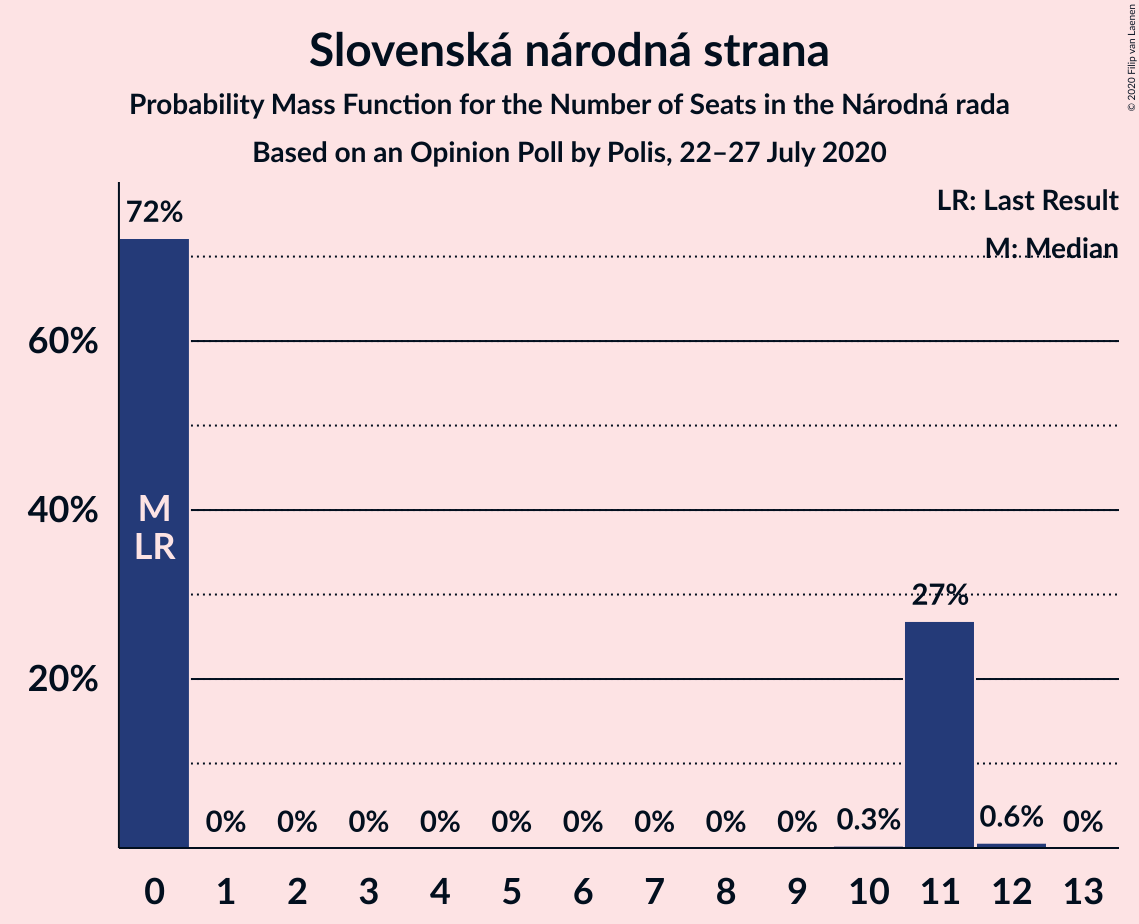 Slovenská národná strana
Probability Mass Function for the Number of Seats in the Národná rada
Based on an Opinion Poll by Polis, 22–27 July 2020
© 2020 Filip van Laenen
LR: Last Result
M: Median
72%
60%
40%
20%
M
LR
27%
0% 0% 0% 0% 0% 0% 0% 0% 0% 0.3% 0.6% 0%
0 1 2 3 4 5 6 7 8 9 10 11 12 13